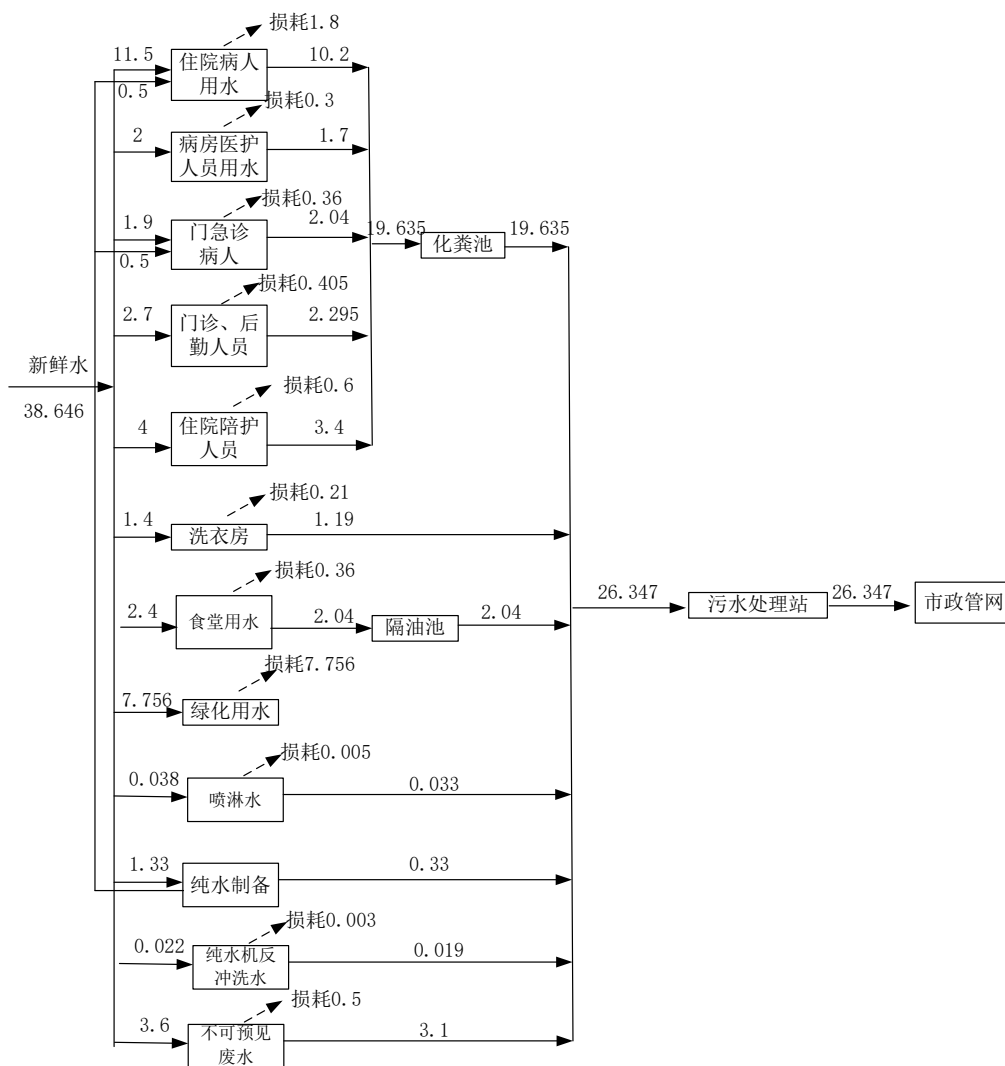 损耗1.8
11.5
住院病人
用水
10.2
0.5
损耗0.3
2
病房医护
人员用水
1.7
损耗0.36
1.9
门急诊
病人
2.04
0.5
19.635
化粪池
19.635
损耗0.405
2.7
门诊、后
勤人员
2.295
新鲜水
38.646
损耗0.6
4
住院陪护
人员
3.4
损耗0.21
1.4
洗衣房
1.19
损耗0.36
2.4
食堂用水
2.04
隔油池
2.04
26.347
污水处理站
26.347
市政管网
损耗7.756
7.756
绿化用水
损耗0.005
0.038
喷淋水
0.033
1.33
纯水制备
0.33
损耗0.003
0.022
纯水机反
冲洗水
0.019
损耗0.5
3.6
不可预见
废水
3.1